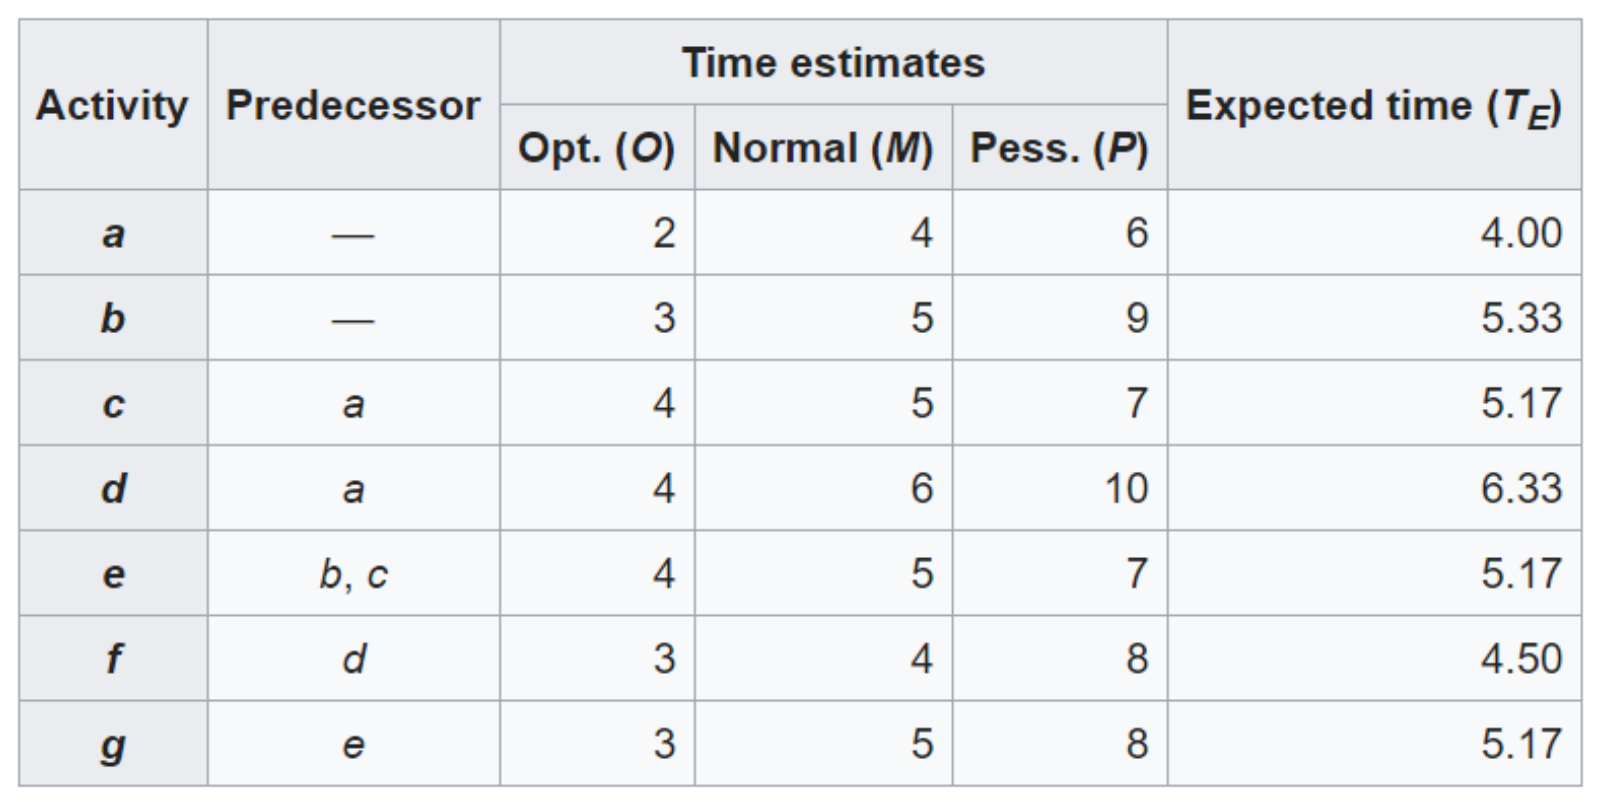 Activity Predecessor Time estimates Expected time (TE)
Opt. (O) Normal (M) Pess. (P)
a — 2 4 6 4.00
b — 3 5 9 5.33
c a 4 5 7 5.17
d a 4 6 10 6.33
e b, c 4 5 7 5.17
f d 3 4 8 4.50
g e 3 5 8 5.17